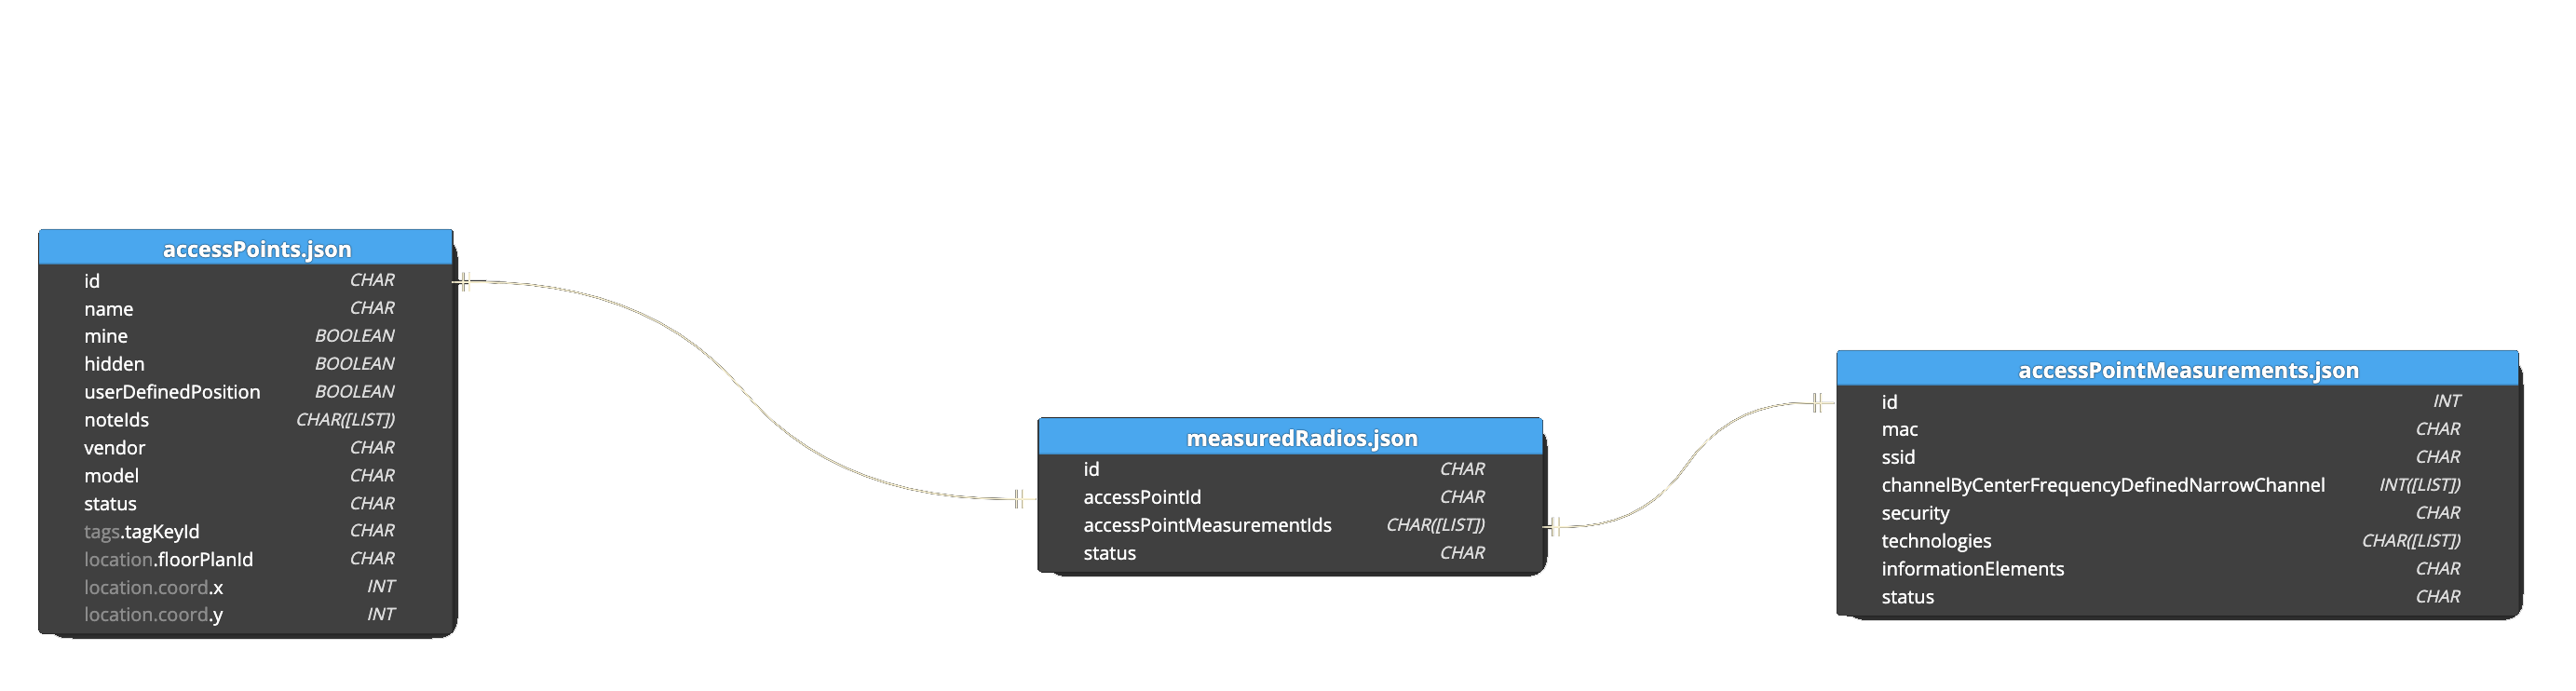 accessPoints.json
id CHAR
name CHAR
mine BOOLEAN
hidden BOOLEAN
userDefinedPosition BOOLEAN
noteIds CHAR([LIST])
vendor CHAR
model CHAR
status CHAR
tags.tagKeyId CHAR
location.floorPlanId CHAR
location.coord.x INT
location.coord.y INT
measuredRadios.json
id CHAR
accessPointId CHAR
accessPointMeasurementIds CHAR([LIST])
status CHAR
accessPointMeasurements.json
id INT
mac CHAR
ssid CHAR
channelByCenterFrequencyDefinedNarrowChannel INT([LIST])
security CHAR
technologies CHAR([LIST])
informationElements CHAR
status CHAR